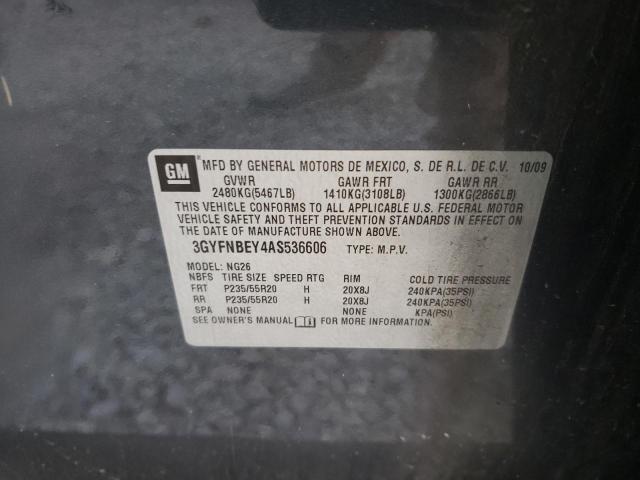 GM
MFD BY GENERAL MOTORS DE MEXICO, S. DE R.L. DE C.V. 10/09
GVWR GAWR FRT GAWR RR
2480KG(5467LB) 1410KG(3108LB) 1300KG(2866LB)
THIS VEHICLE CONFORMS TO ALL APPLICABLE U.S. FEDERAL MOTOR
VEHICLE SAFETY AND THEFT PREVENTION STANDARDS IN EFFECT ON
THE DATE OF MANUFACTURE SHOWN ABOVE.
3GYFNBEY4AS536606 TYPE: M.P.V.
MODEL: NG26
NBFS TIRE SIZE SPEED RTG RIM COLD TIRE PRESSURE
FRT P235/55R20 H 20X8J 240KPA(35PSI)
RR P235/55R20 H 20X8J 240KPA(35PSI)
SPA NONE NONE KPA(PSI)
SEE OWNER'S MANUAL FOR MORE INFORMATION.